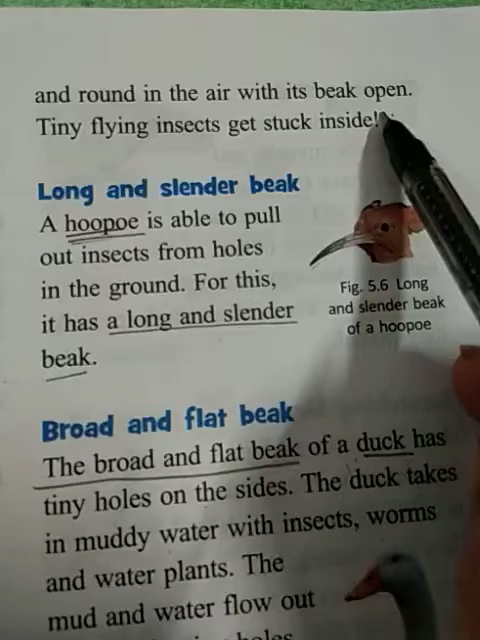 and round in the air with its beak open.
Tiny flying insects get stuck inside!
Long and slender beak
A hoopoe is able to pull
out insects from holes
in the ground. For this,
it has a long and slender
beak.
Fig. 5.6 Long
and slender beak
of a hoopoe
Broad and flat beak
The broad and flat beak of a duck has
tiny holes on the sides. The duck takes
in muddy water with insects, worms
and water plants. The
mud and water flow out
holes